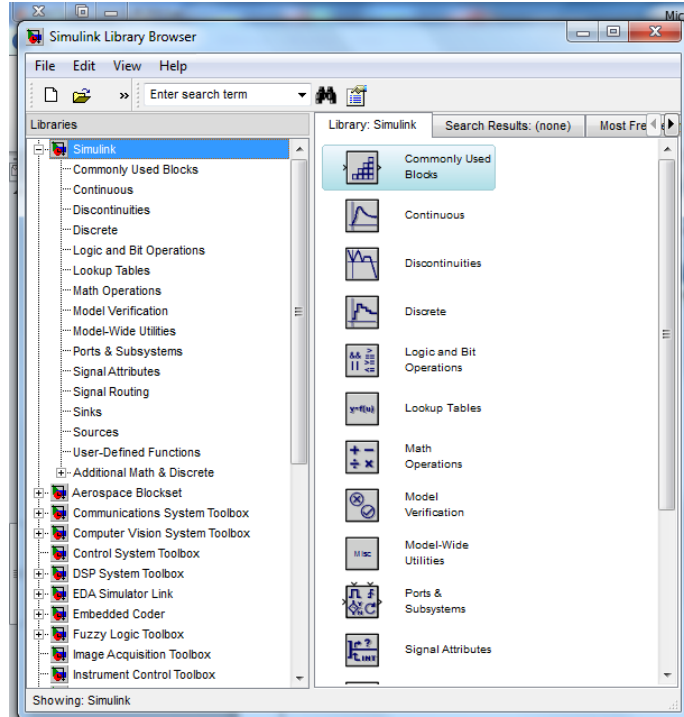 Mic
Simulink Library Browser
File Edit View Help
» Enter search term
Libraries
Library: Simulink Search Results: (none) Most Fre
Simulink
Commonly Used Blocks
Continuous
Discontinuities
Discrete
Logic and Bit Operations
Lookup Tables
Math Operations
Model Verification
Model-Wide Utilities
Ports & Subsystems
Signal Attributes
Signal Routing
Sinks
Sources
User-Defined Functions
Additional Math & Discrete
Aerospace Blockset
Communications System Toolbox
Computer Vision System Toolbox
Control System Toolbox
DSP System Toolbox
EDA Simulator Link
Embedded Coder
Fuzzy Logic Toolbox
Image Acquisition Toolbox
Instrument Control Toolbox
Commonly Used
Blocks
Continuous
Discontinuities
Discrete
&& > 
|| >=
<=
Logic and Bit
Operations
y=f(u)
Lookup Tables
+ −
÷ ×
Math
Operations
Model
Verification
Misc
Model-Wide
Utilities
Ports &
Subsystems
?
INT
Signal Attributes
Showing: Simulink